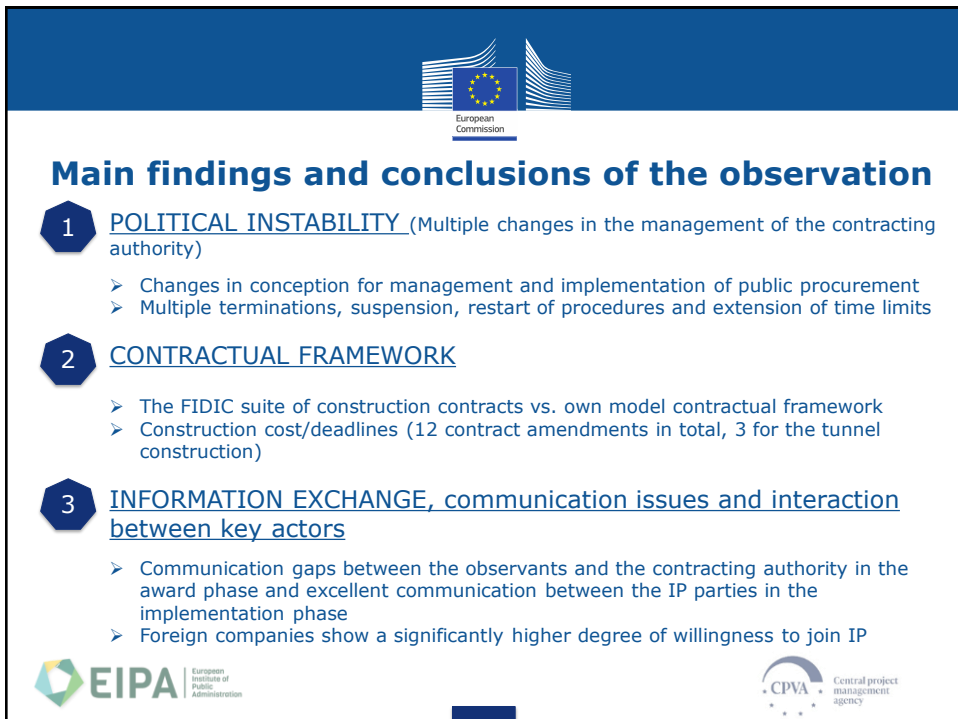 European
Commission
Main findings and conclusions of the observation
1
POLITICAL INSTABILITY (Multiple changes in the management of the contracting
authority)
➢ Changes in conception for management and implementation of public procurement
➢ Multiple terminations, suspension, restart of procedures and extension of time limits
2
CONTRACTUAL FRAMEWORK
➢ The FIDIC suite of construction contracts vs. own model contractual framework
➢ Construction cost/deadlines (12 contract amendments in total, 3 for the tunnel
construction)
3
INFORMATION EXCHANGE, communication issues and interaction
between key actors
➢ Communication gaps between the observants and the contracting authority in the
award phase and excellent communication between the IP parties in the
implementation phase
➢ Foreign companies show a significantly higher degree of willingness to join IP
EIPA
European
Institute of
Public
Administration
CPVA
Central project
management
agency